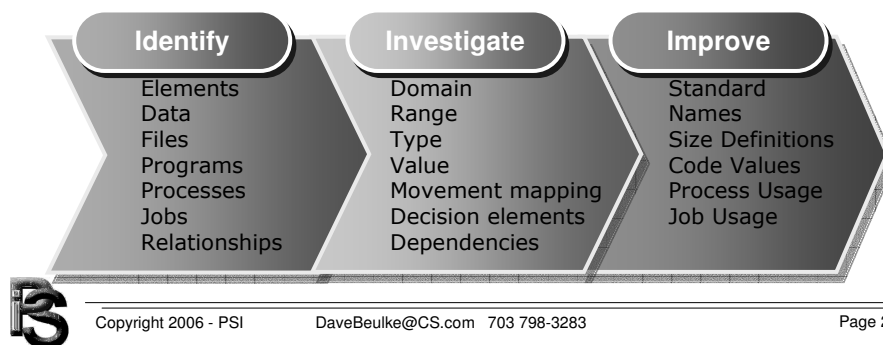 Identify
Elements
Data
Files
Programs
Processes
Jobs
Relationships
Investigate
Domain
Range
Type
Value
Movement mapping
Decision elements
Dependencies
Improve
Standard
Names
Size Definitions
Code Values
Process Usage
Job Usage
PSi
Copyright 2006 - PSI DaveBeulke@CS.com 703 798-3283 Page 2